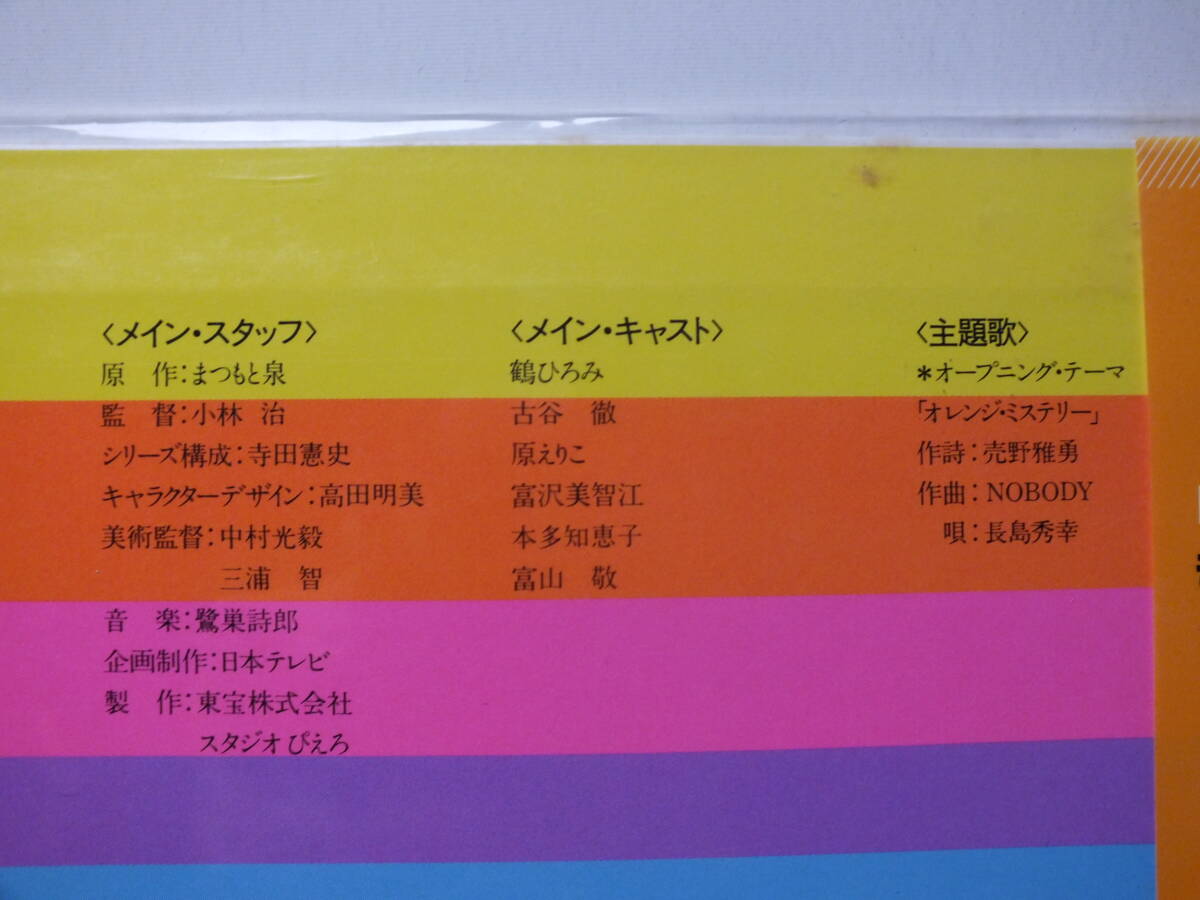 〈メイン・スタッフ〉
原　作：まつもと泉
監　督：小林　治
シリーズ構成：寺田憲史
キャラクターデザイン：高田明美
美術監督：中村光毅
三浦　智
音　楽：鷺巣詩郎
企画制作：日本テレビ
製　作：東宝株式会社
スタジオぴえろ
〈メイン・キャスト〉
鶴ひろみ
古谷　徹
原えりこ
富沢美智江
本多知恵子
富山　敬
〈主題歌〉
＊オープニング・テーマ
「オレンジ・ミステリー」
作詩：売野雅勇
作曲：NOBODY
唄：長島秀幸